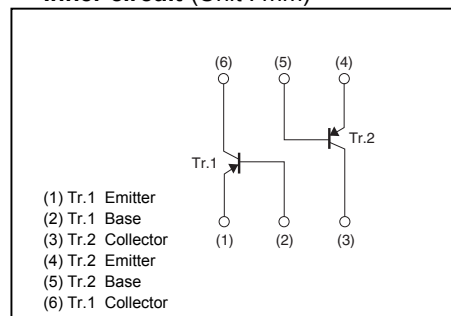 Inner circuit (Unit : mm)
(6) (5) (4)
Tr.1 Tr.2
(1) (2) (3)
(1) Tr.1 Emitter
(2) Tr.1 Base
(3) Tr.2 Collector
(4) Tr.2 Emitter
(5) Tr.2 Base
(6) Tr.1 Collector